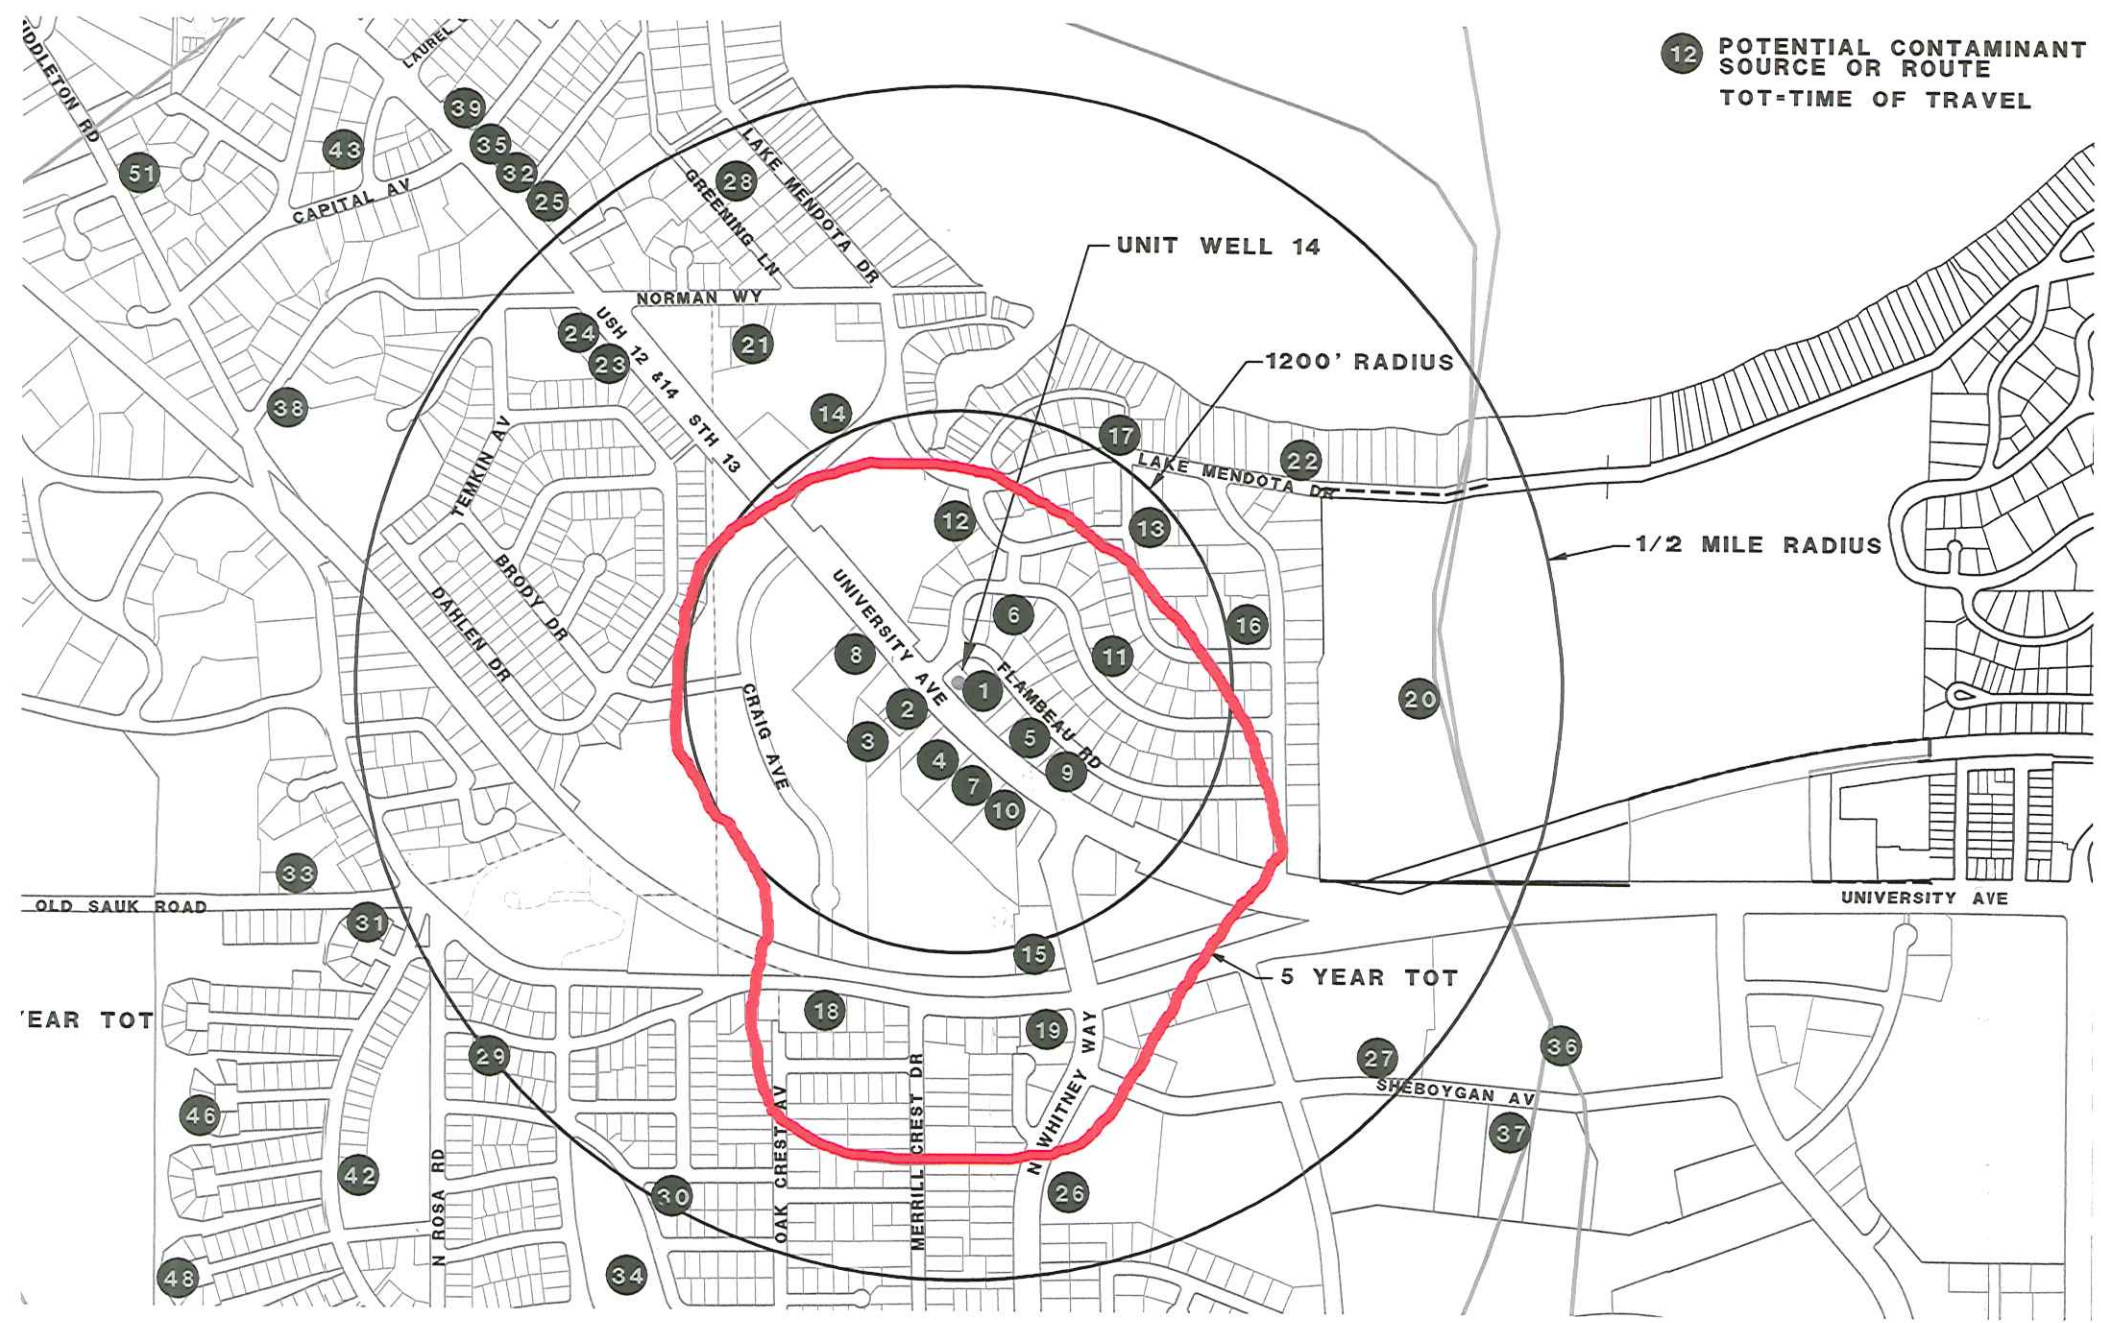 12 POTENTIAL CONTAMINANT
SOURCE OR ROUTE
TOT=TIME OF TRAVEL
LAUREL
39
35
32
25
43
51
CAPITAL AV
28
LAKE MENDOTA DR
GREENING LN
UNIT WELL 14
NORMAN WY
24
23
USH 12 &14 STH 13
21
1200' RADIUS
38
14
17
22
LAKE MENDOTA DR
TEMKIN AV
12
13
1/2 MILE RADIUS
BRODY DR
DAHLEN DR
UNIVERSITY AVE
6
16
8
11
1
FLAMBEAU RD
20
CRAIG AVE
2
3
5
4
9
7
10
33
OLD SAUK ROAD
31
UNIVERSITY AVE
15
5 YEAR TOT
EAR TOT
18
19
29
27
36
SHEBOYGAN AV
46
37
N WHITNEY WAY
42
N ROSA RD
30
OAK CREST AV
MERRILL CREST DR
26
48
34